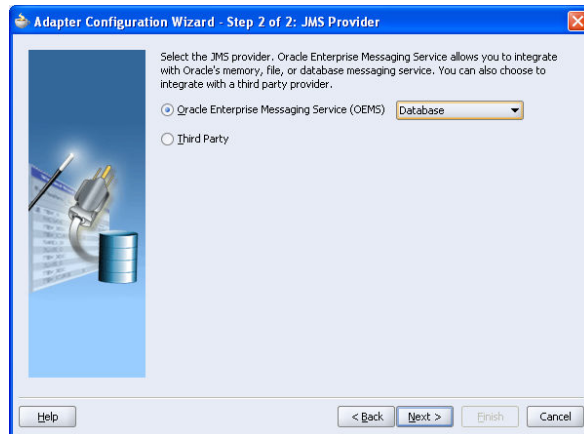 Adapter Configuration Wizard - Step 2 of 2: JMS Provider
Select the JMS provider. Oracle Enterprise Messaging Service allows you to integrate
with Oracle's memory, file, or database messaging service. You can also choose to
integrate with a third party provider.
Oracle Enterprise Messaging Service (OEMS) Database
Third Party
Help < Back Next > Finish Cancel